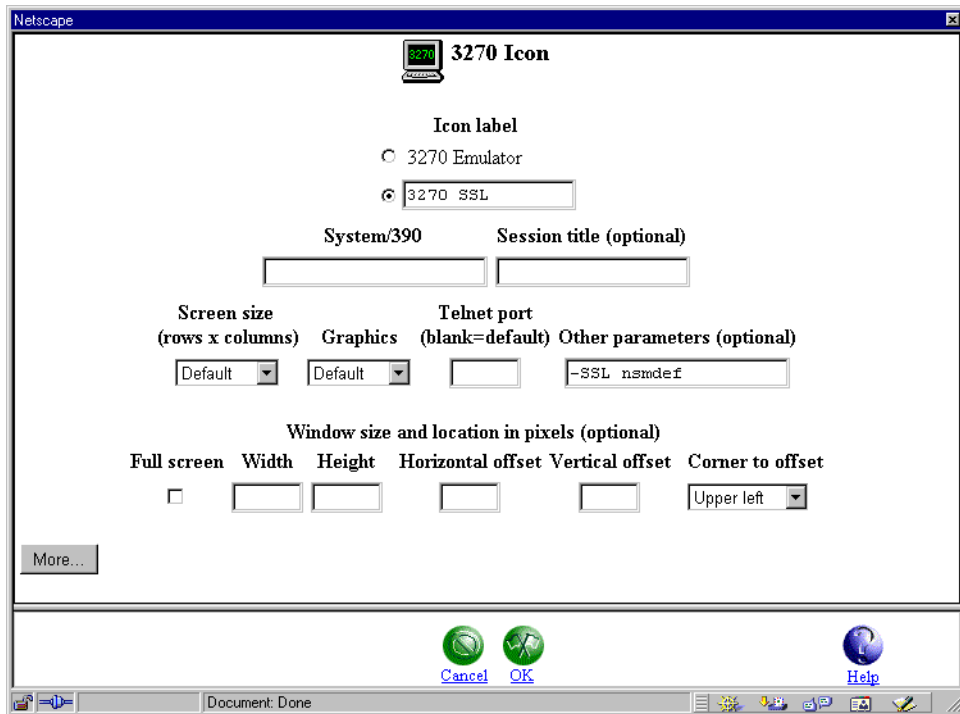 Netscape
3270 3270 Icon
Icon label
3270 Emulator
3270 SSL
System/390 Session title (optional)
Screen size Telnet port
(rows x columns) Graphics (blank=default) Other parameters (optional)
Default Default -SSL nsmdef
Window size and location in pixels (optional)
Full screen Width Height Horizontal offset Vertical offset Corner to offset
Upper left
More...
Cancel OK Help
Document: Done